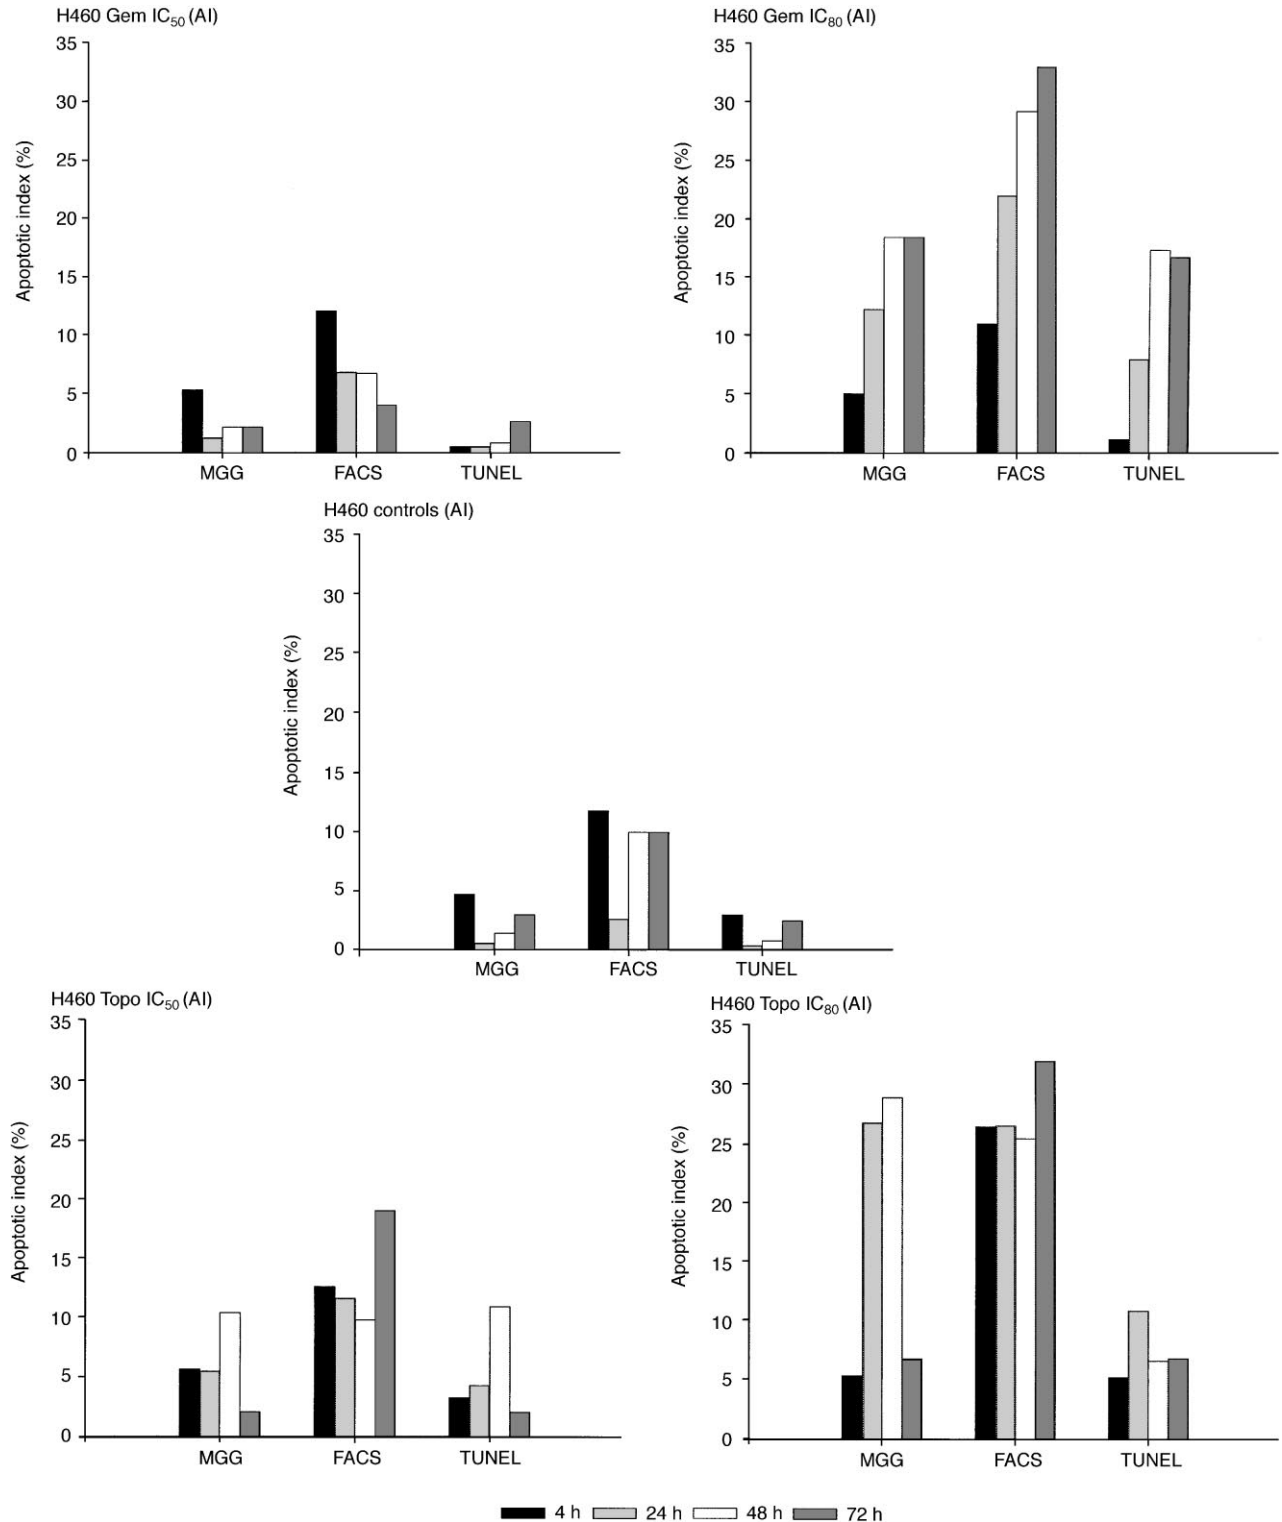 H460 Gem IC50 (AI)
Apoptotic index (%)
35
30
25
20
15
10
5
0
MGG FACS TUNEL
H460 Gem IC80 (AI)
Apoptotic index (%)
35
30
25
20
15
10
5
0
MGG FACS TUNEL
H460 controls (AI)
Apoptotic index (%)
35
30
25
20
15
10
5
0
MGG FACS TUNEL
H460 Topo IC50 (AI)
Apoptotic index (%)
35
30
25
20
15
10
5
0
MGG FACS TUNEL
H460 Topo IC80 (AI)
Apoptotic index (%)
35
30
25
20
15
10
5
0
MGG FACS TUNEL
4 h 24 h 48 h 72 h